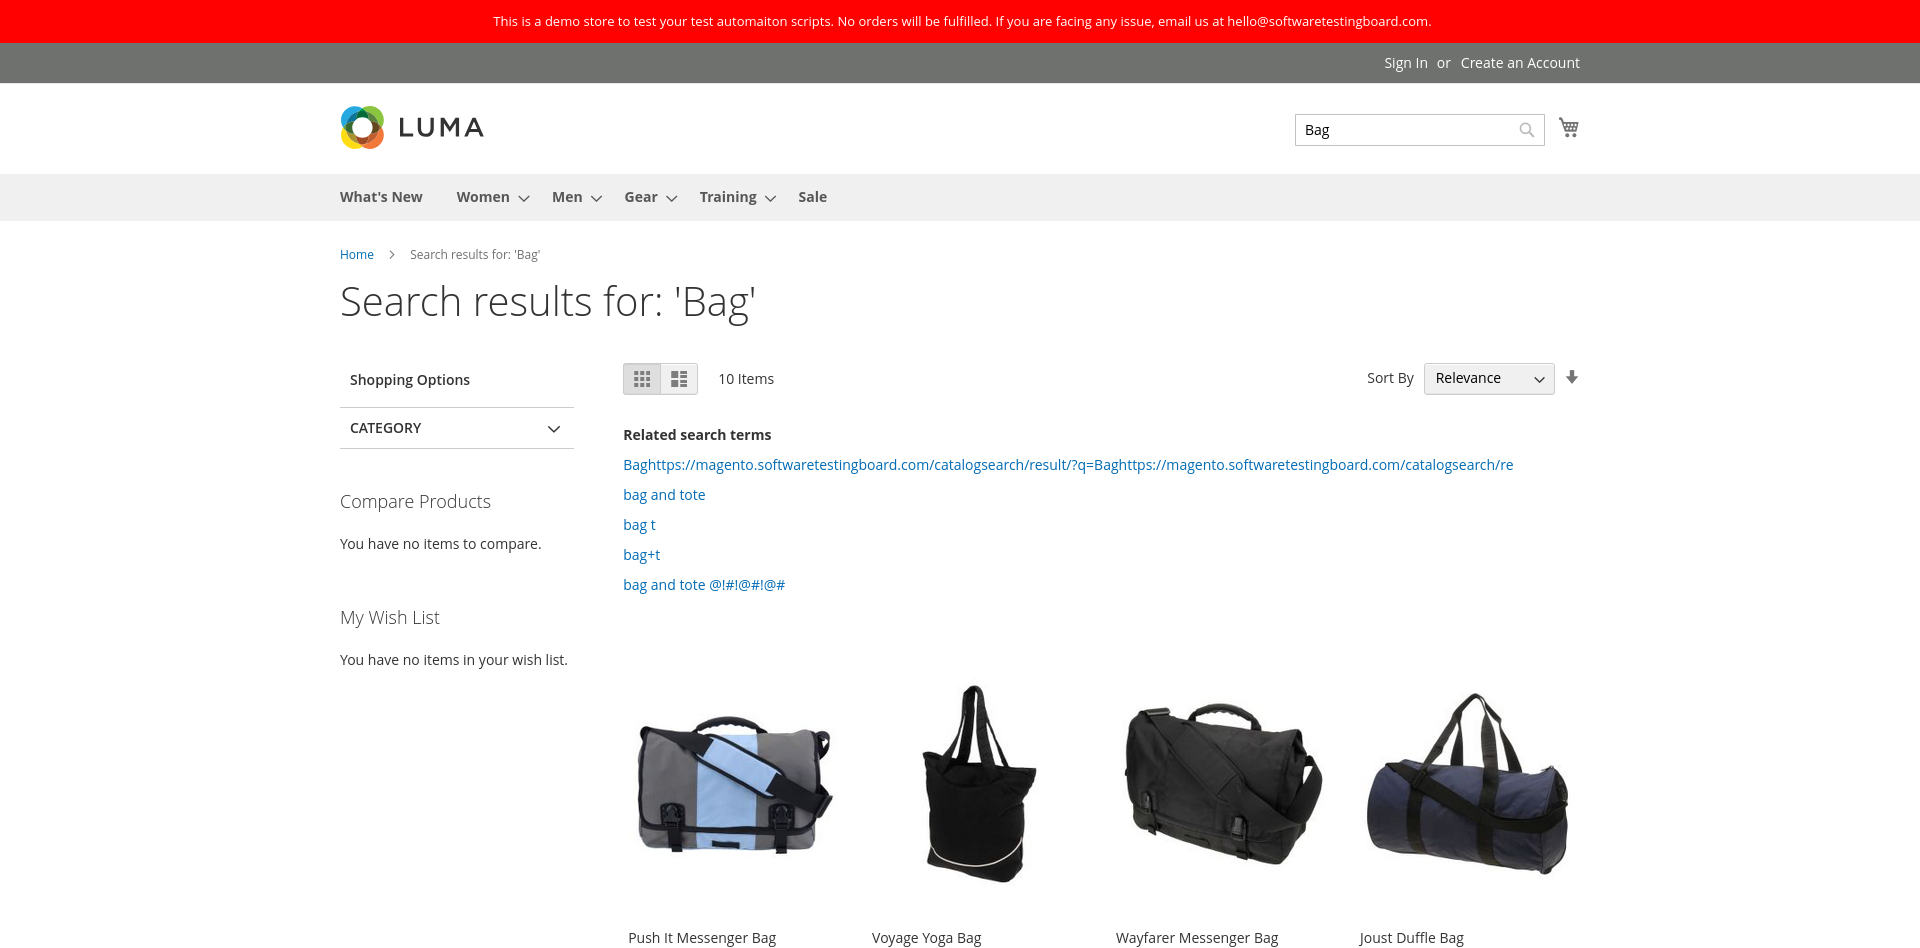 This is a demo store to test your test automaiton scripts. No orders will be fulfilled. If you are facing any issue, email us at hello@softwaretestingboard.com.
Sign In or Create an Account
LUMA
Bag
What's New Women Men Gear Training Sale
Home Search results for: 'Bag'
Search results for: 'Bag'
Shopping Options
CATEGORY
Compare Products
You have no items to compare.
My Wish List
You have no items in your wish list.
10 Items
Sort By Relevance
Related search terms
Baghttps://magento.softwaretestingboard.com/catalogsearch/result/?q=Baghttps://magento.softwaretestingboard.com/catalogsearch/re
bag and tote
bag t
bag+t
bag and tote @!#!@#!@#
Push It Messenger Bag
Voyage Yoga Bag
Wayfarer Messenger Bag
Joust Duffle Bag